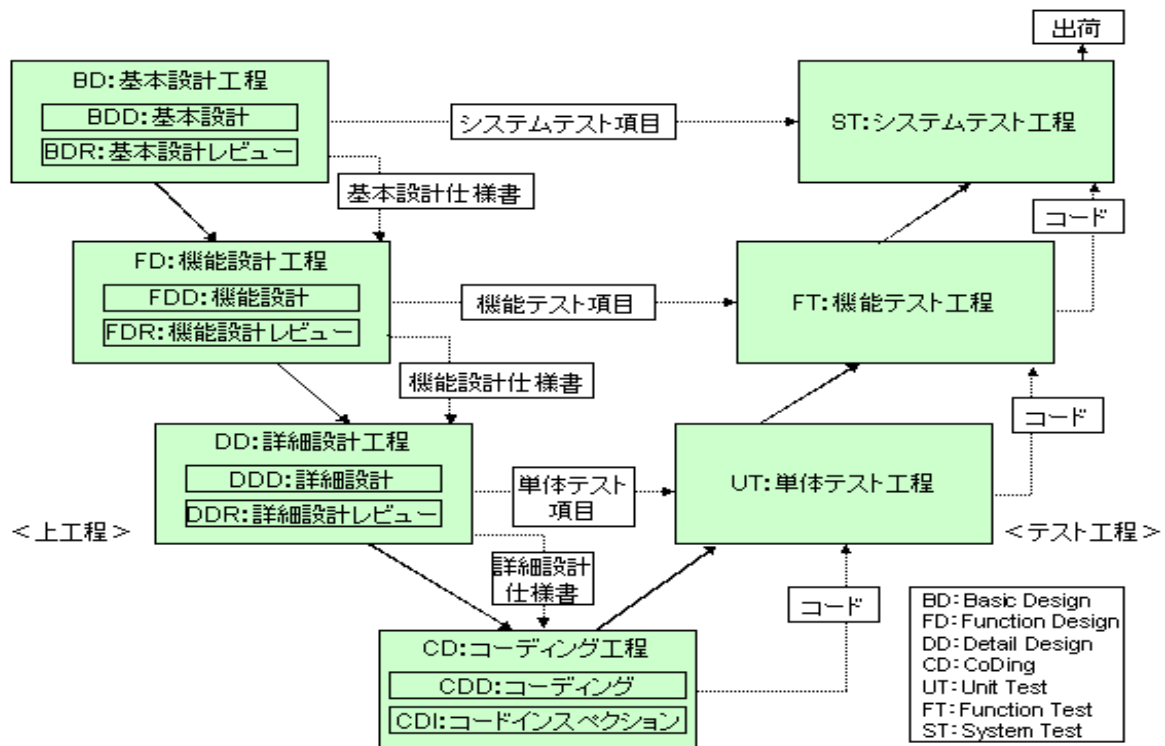 出荷
BD:基本設計工程
BDD:基本設計
BDR:基本設計レビュー
システムテスト項目
ST:システムテスト工程
基本設計仕様書
コード
FD:機能設計工程
FDD:機能設計
FDR:機能設計レビュー
機能テスト項目
FT:機能テスト工程
機能設計仕様書
コード
DD:詳細設計工程
DDD:詳細設計
DDR:詳細設計レビュー
単体テスト
項目
UT:単体テスト工程
<上工程>
<テスト工程>
詳細設計
仕様書
コード
CD:コーディング工程
CDD:コーディング
CDI:コードインスペクション
BD:Basic Design
FD:Function Design
DD:Detail Design
CD:CoDing
UT:Unit Test
FT:Function Test
ST:System Test